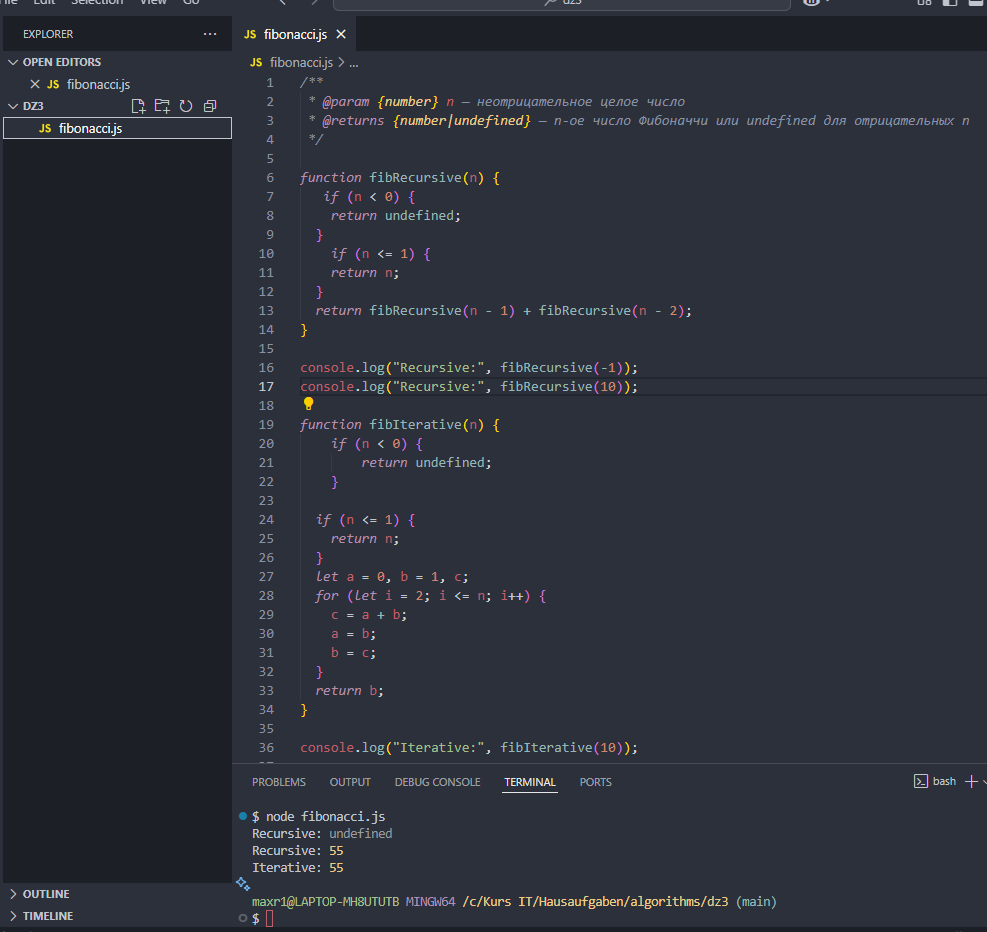 File Edit Selection View Go
dz3
EXPLORER ...
JS fibonacci.js
OPEN EDITORS
JS fibonacci.js
DZ3
JS fibonacci.js
OUTLINE
TIMELINE
JS fibonacci.js > ...
1 /**
2 * @param {number} n — неотрицательное целое число
3 * @returns {number|undefined} — n-ое число Фибоначчи или undefined для отрицательных n
4 */
5
6 function fibRecursive(n) {
7 if (n < 0) {
8 return undefined;
9 }
10 if (n <= 1) {
11 return n;
12 }
13 return fibRecursive(n - 1) + fibRecursive(n - 2);
14 }
15
16 console.log("Recursive:", fibRecursive(-1));
17 console.log("Recursive:", fibRecursive(10));
18
19 function fibIterative(n) {
20 if (n < 0) {
21 return undefined;
22 }
23
24 if (n <= 1) {
25 return n;
26 }
27 let a = 0, b = 1, c;
28 for (let i = 2; i <= n; i++) {
29 c = a + b;
30 a = b;
31 b = c;
32 }
33 return b;
34 }
35
36 console.log("Iterative:", fibIterative(10));
PROBLEMS OUTPUT DEBUG CONSOLE TERMINAL PORTS
bash
$ node fibonacci.js
Recursive: undefined
Recursive: 55
Iterative: 55
maxr1@LAPTOP-MH8UTUTB MINGW64 /c/Kurs IT/Hausaufgaben/algorithms/dz3 (main)
$